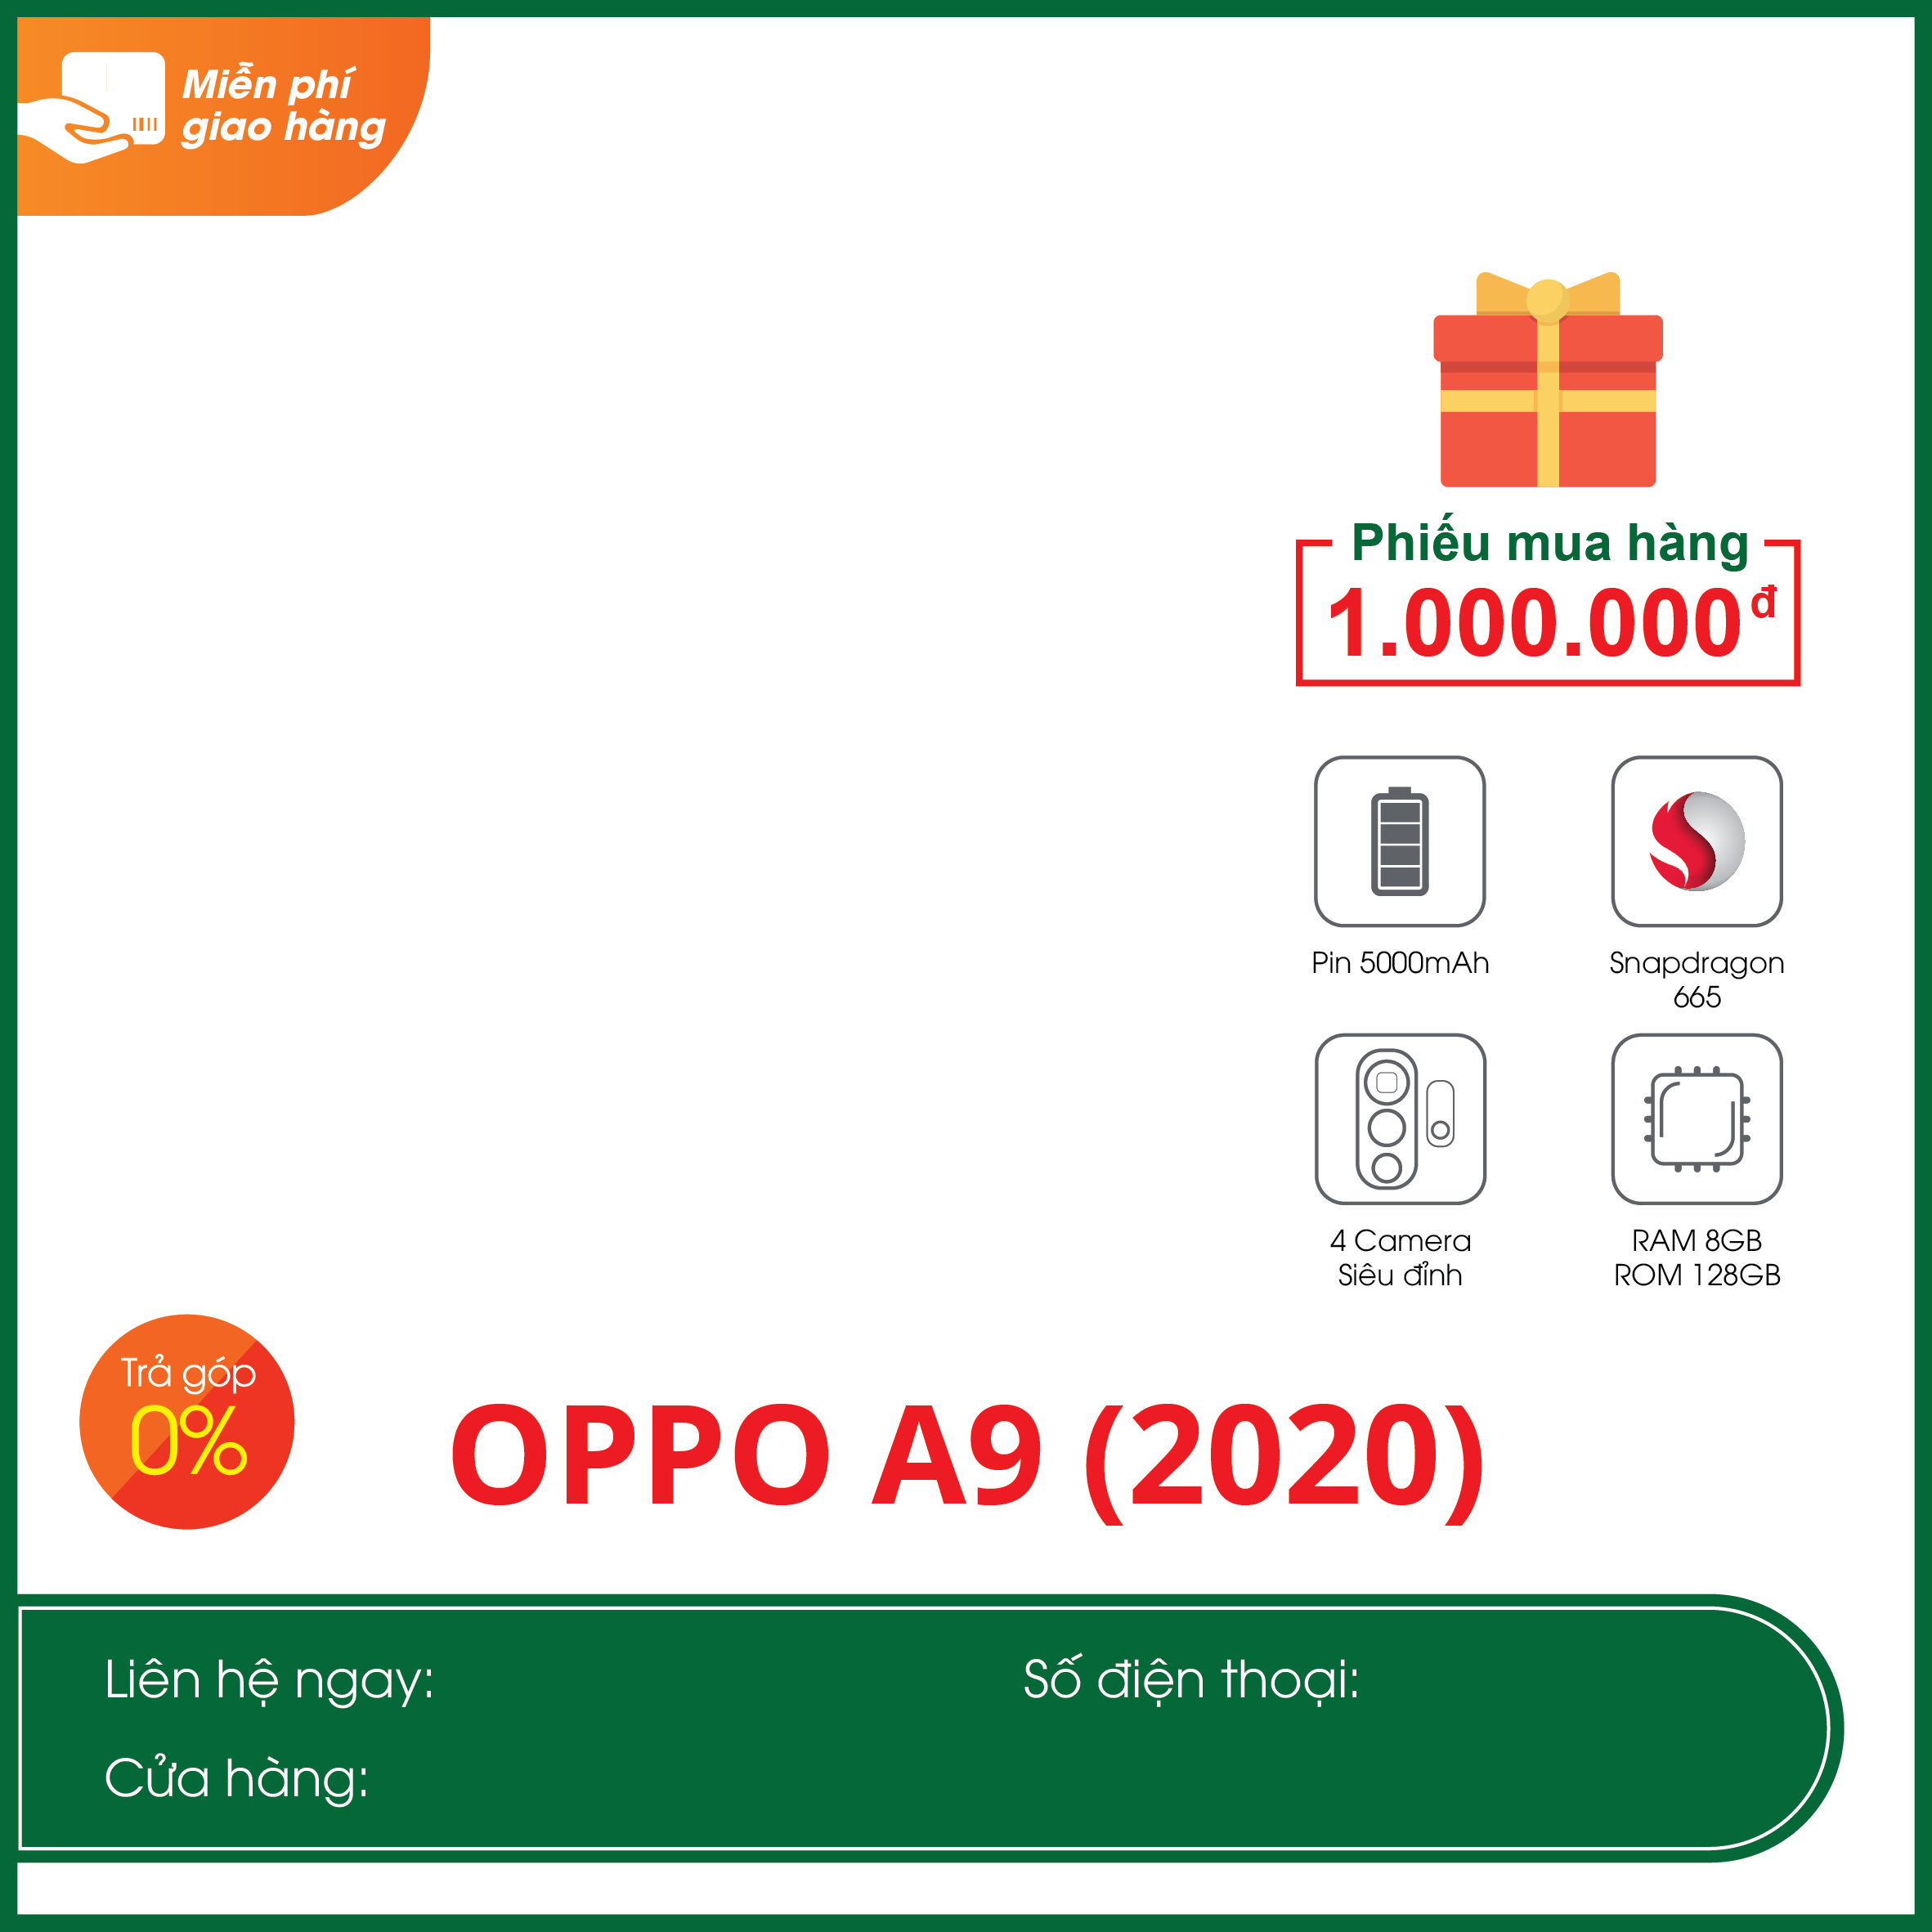 Miễn phí
giao hàng
Phiếu mua hàng
1.000.000đ
Pin 5000mAh
Snapdragon
665
4 Camera
Siêu đỉnh
RAM 8GB
ROM 128GB
Trả góp
0%
OPPO A9 (2020)
Liên hệ ngay:
Số điện thoại:
Cửa hàng: